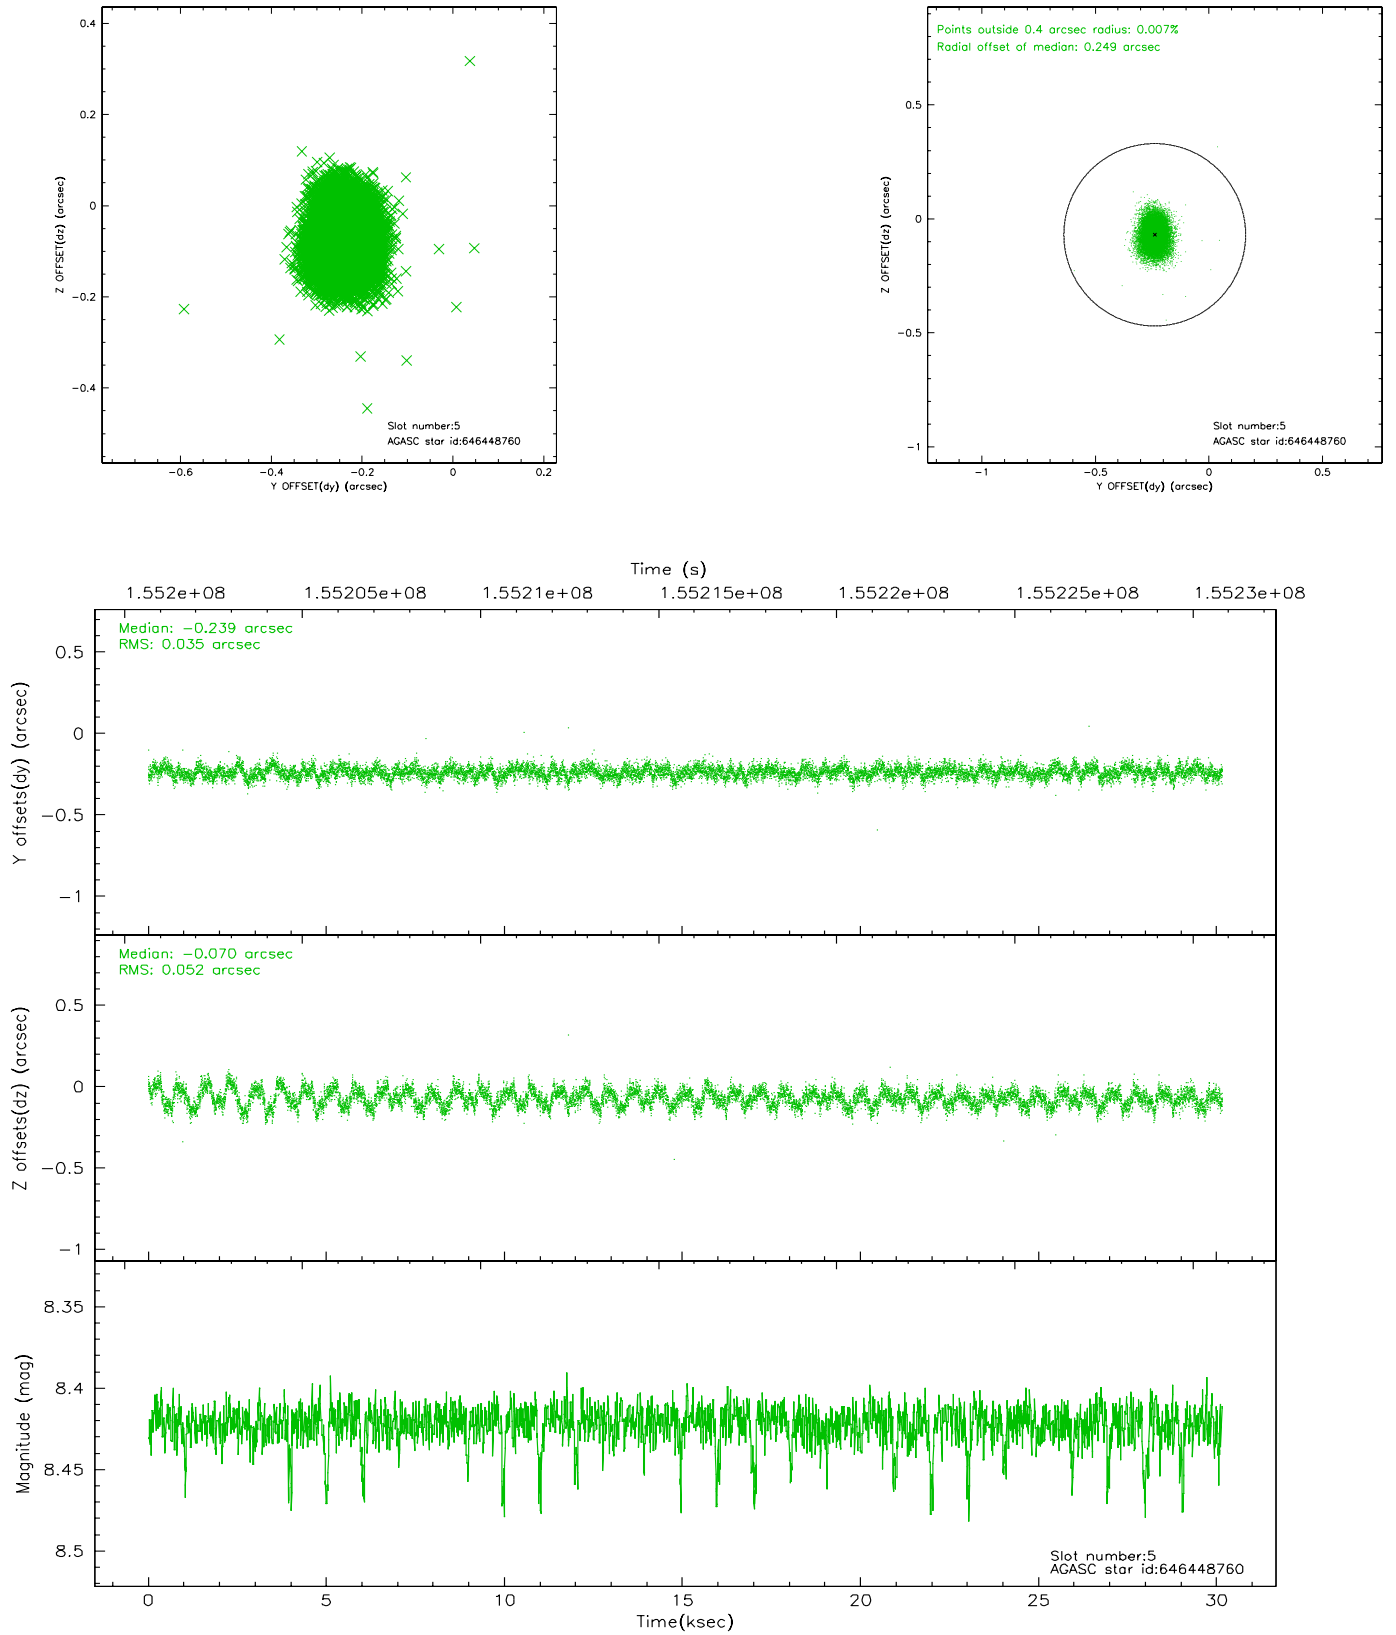 0.4
0.2
0
−0.2
−0.4
Z OFFSET(dz) (arcsec)
Slot number:5
AGASC star id:646448760
−0.6 −0.4 −0.2 0 0.2
Y OFFSET(dy) (arcsec)
Points outside 0.4 arcsec radius: 0.007%
Radial offset of median: 0.249 arcsec
0.5
0
−0.5
−1
Z OFFSET(dz) (arcsec)
Slot number:5
AGASC star id:646448760
−1 −0.5 0 0.5
Y OFFSET(dy) (arcsec)
Time (s)
1.552e+08 1.55205e+08 1.5521e+08 1.55215e+08 1.5522e+08 1.55225e+08 1.5523e+08
Median: −0.239 arcsec
RMS: 0.035 arcsec
0.5
0
−0.5
−1
Y offsets(dy) (arcsec)
Median: −0.070 arcsec
RMS: 0.052 arcsec
0.5
0
−0.5
−1
Z offsets(dz) (arcsec)
8.35
8.4
8.45
8.5
Magnitude (mag)
Slot number:5
AGASC star id:646448760
0 5 10 15 20 25 30
Time(ksec)